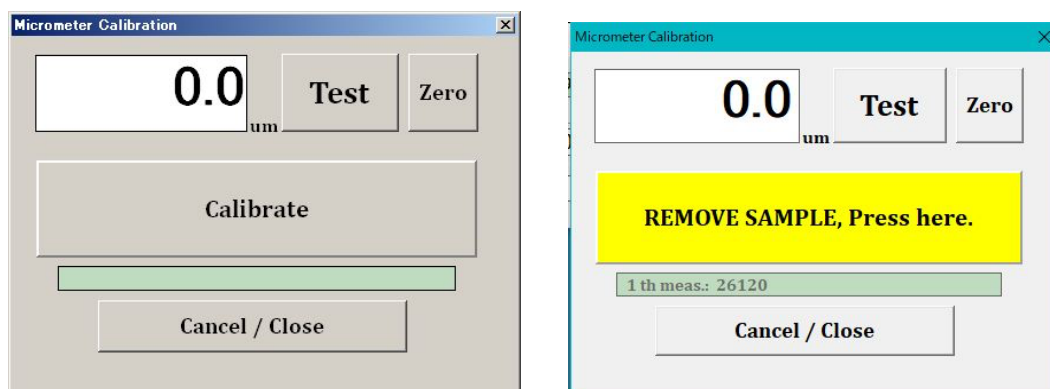 Micrometer Calibration
0.0
um
Test
Zero
Calibrate
Cancel / Close
Micrometer Calibration
0.0
um
Test
Zero
REMOVE SAMPLE, Press here.
1 th meas.: 26120
Cancel / Close